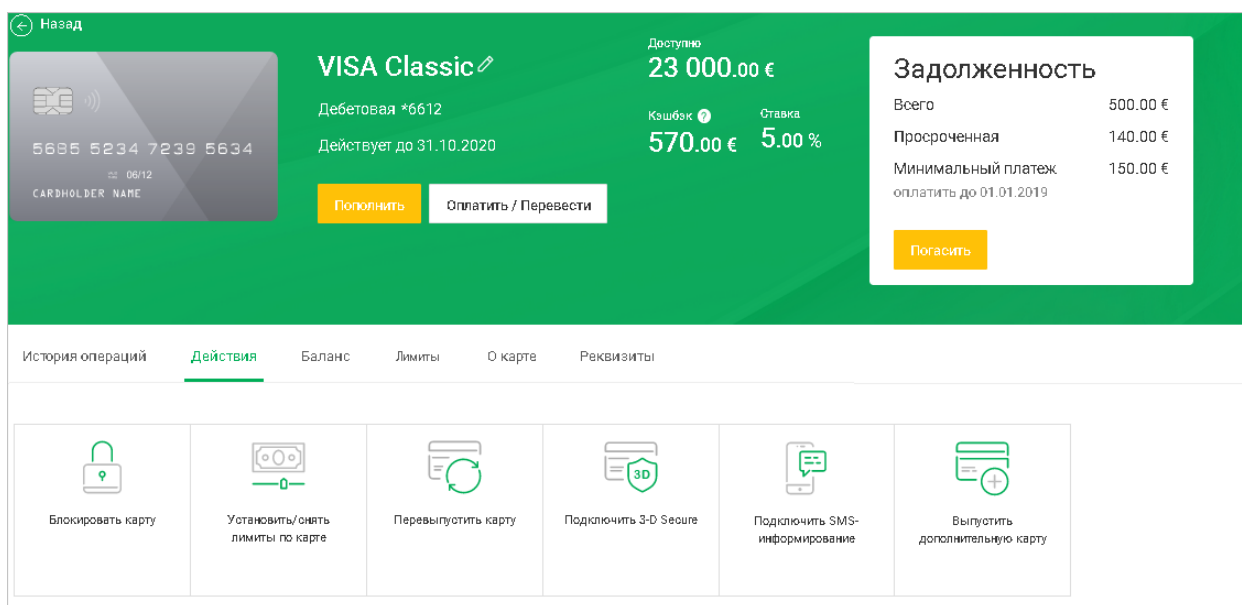 Назад
VISA Classic
Дебетовая *6612
Действует до 31.10.2020
Пополнить
Оплатить / Перевести
5685 5234 7239 5634
06/12
CARDHOLDER NAME
Доступно
23 000.00 €
Кэшбэк ?
570.00 €
Ставка
5.00 %
Задолженность
Всего 500.00 €
Просроченная 140.00 €
Минимальный платеж 150.00 €
оплатить до 01.01.2019
Погасить
История операций Действия Баланс Лимиты О карте Реквизиты
3D
Блокировать карту
Установить/снять
лимиты по карте
Перевыпустить карту
Подключить 3-D Secure
Подключить SMS-
информирование
Выпустить
дополнительную карту